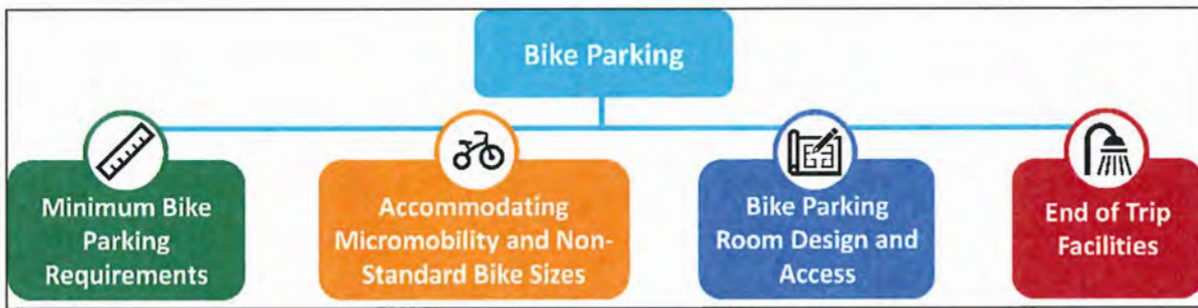 Bike Parking
Minimum Bike
Parking
Requirements
Accommodating
Micromobility and Non-
Standard Bike Sizes
Bike Parking
Room Design and
Access
End of Trip
Facilities